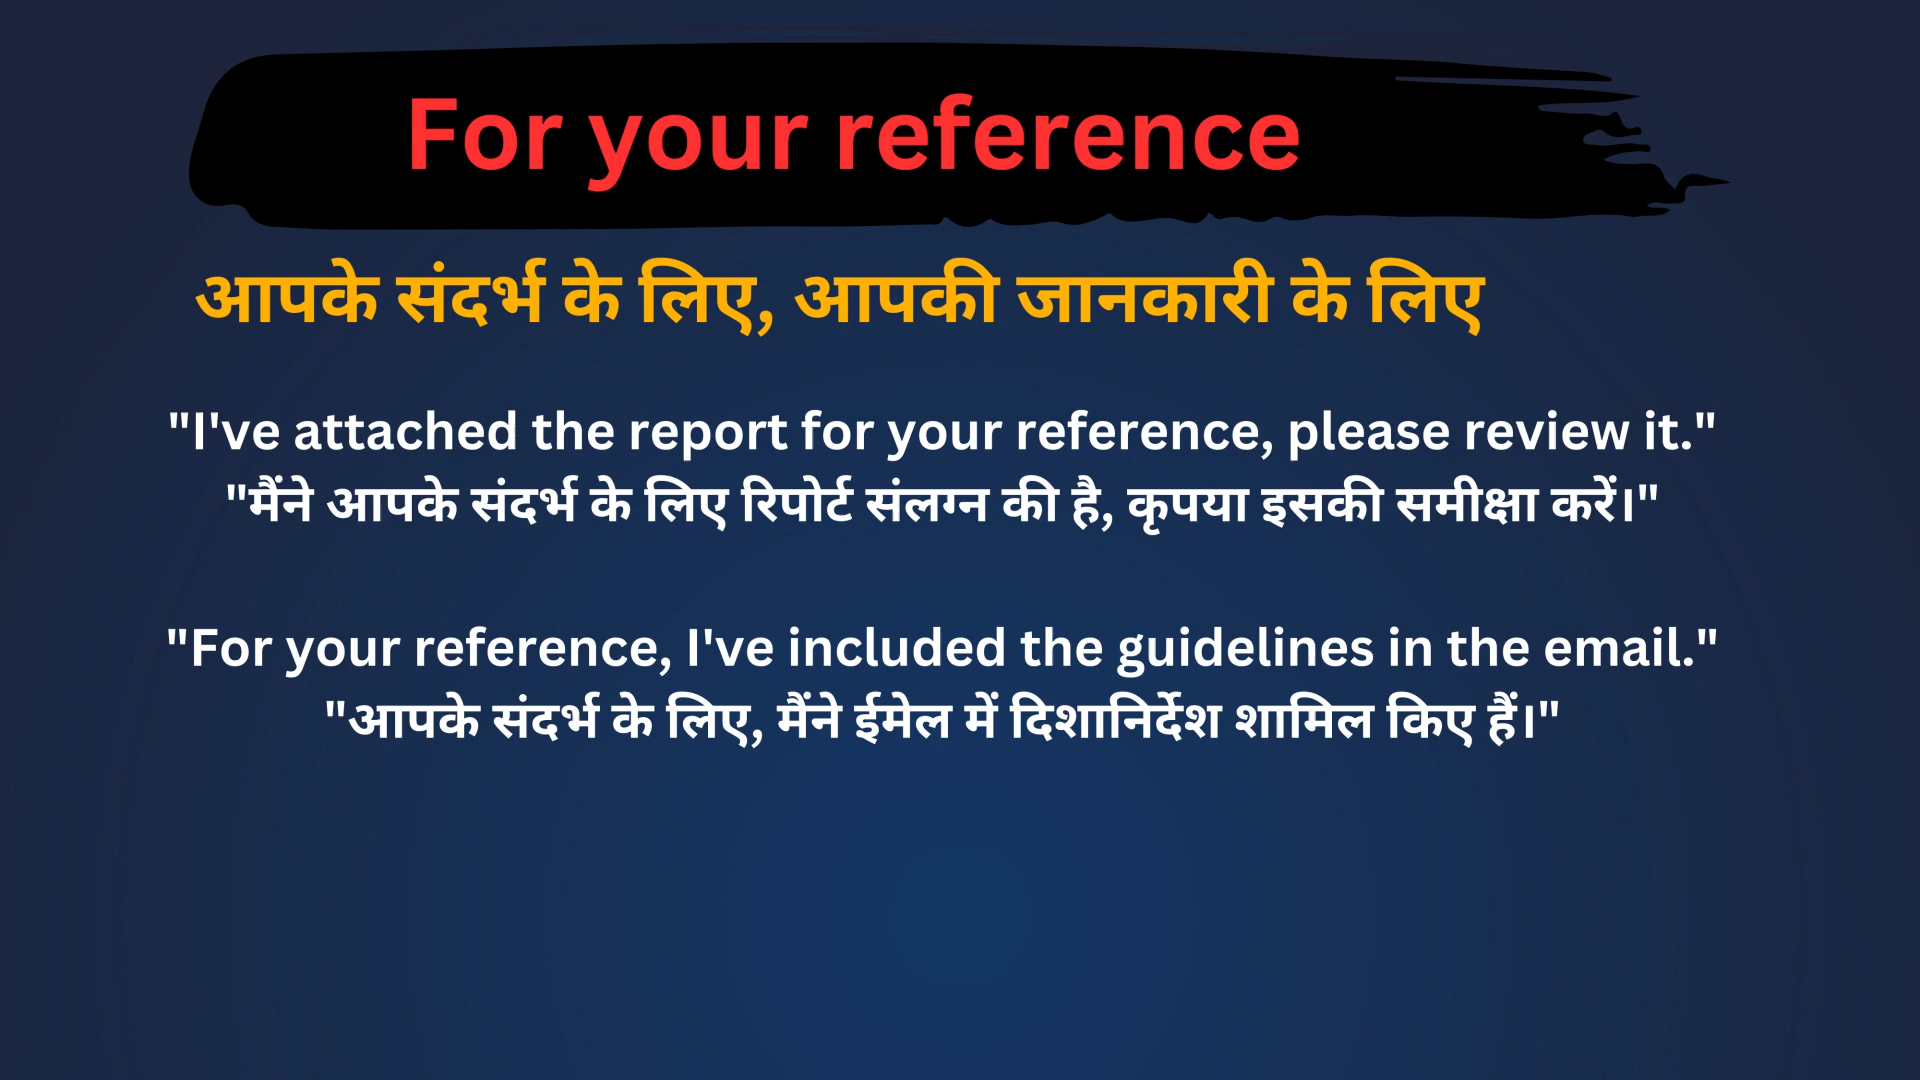 For your reference
आपके संदर्भ के लिए, आपकी जानकारी के लिए
"I've attached the report for your reference, please review it."
"मैंने आपके संदर्भ के लिए रिपोर्ट संलग्न की है, कृपया इसकी समीक्षा करें।"
"For your reference, I've included the guidelines in the email."
"आपके संदर्भ के लिए, मैंने ईमेल में दिशानिर्देश शामिल किए हैं।"